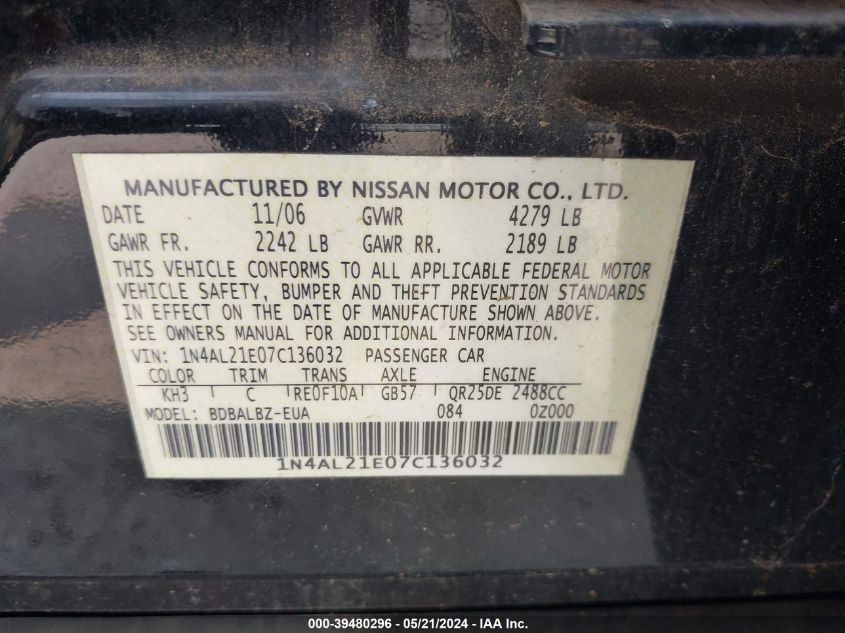 MANUFACTURED BY NISSAN MOTOR CO., LTD.
DATE 11/06 GVWR 4279 LB
GAWR FR. 2242 LB GAWR RR. 2189 LB
THIS VEHICLE CONFORMS TO ALL APPLICABLE FEDERAL MOTOR
VEHICLE SAFETY, BUMPER AND THEFT PREVENTION STANDARDS
IN EFFECT ON THE DATE OF MANUFACTURE SHOWN ABOVE.
SEE OWNERS MANUAL FOR ADDITIONAL INFORMATION.
VIN: 1N4AL21E07C136032 PASSENGER CAR
COLOR TRIM TRANS AXLE ENGINE
KH3 C RE0F10A GB57 QR25DE 2488CC
MODEL: BDBALBZ-EUA 084 0Z000
1N4AL21E07C136032
000-39480296 - 05/21/2024 - IAA Inc.